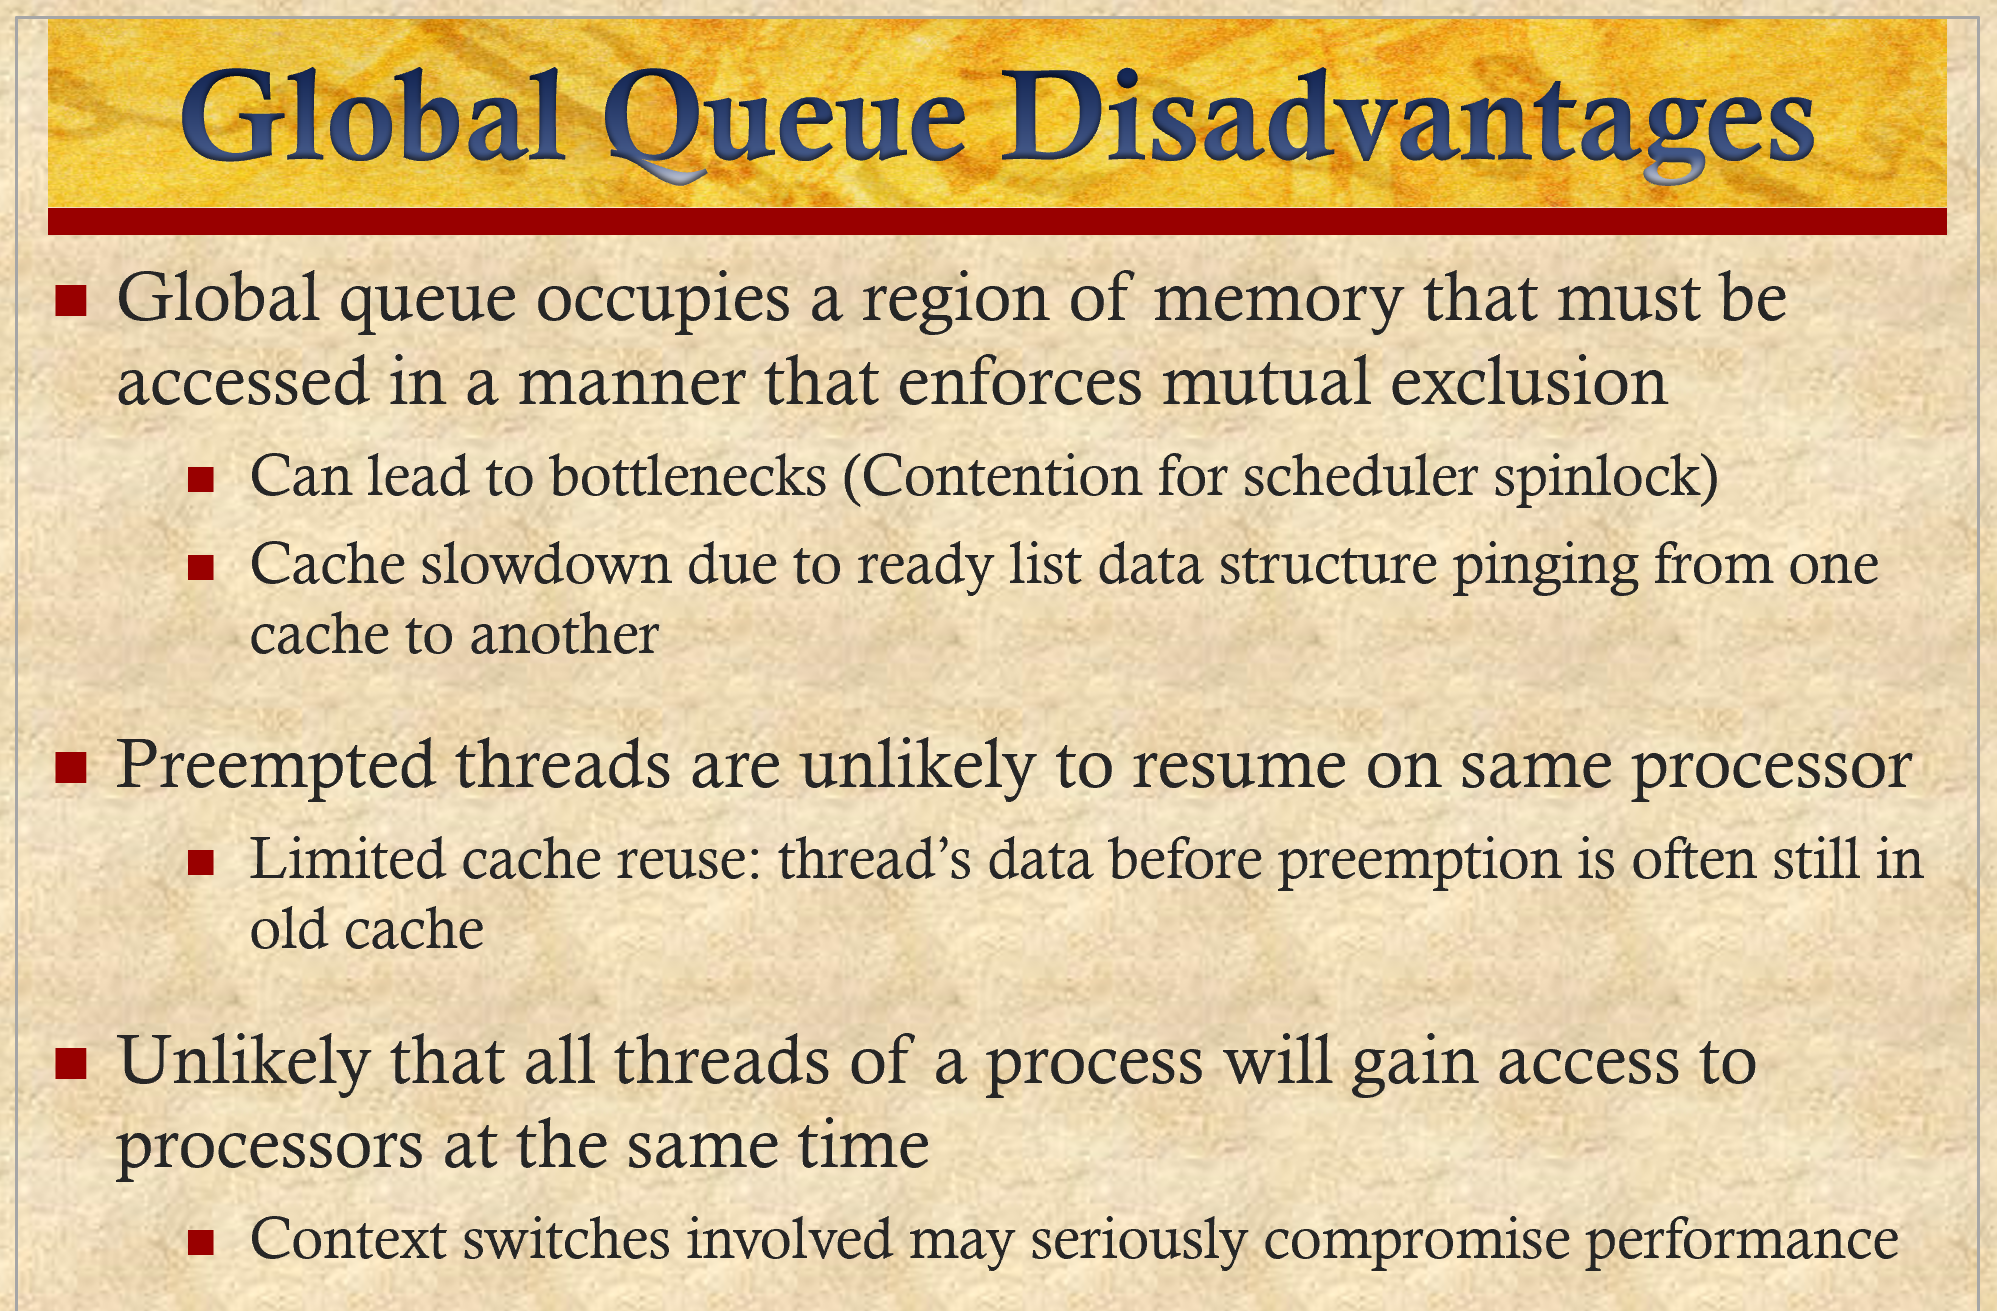 Global Queue Disadvantages
Global queue occupies a region of memory that must be
accessed in a manner that enforces mutual exclusion
Can lead to bottlenecks (Contention for scheduler spinlock)
Cache slowdown due to ready list data structure pinging from one
cache to another
Preempted threads are unlikely to resume on same processor
Limited cache reuse: thread’s data before preemption is often still in
old cache
Unlikely that all threads of a process will gain access to
processors at the same time
Context switches involved may seriously compromise performance